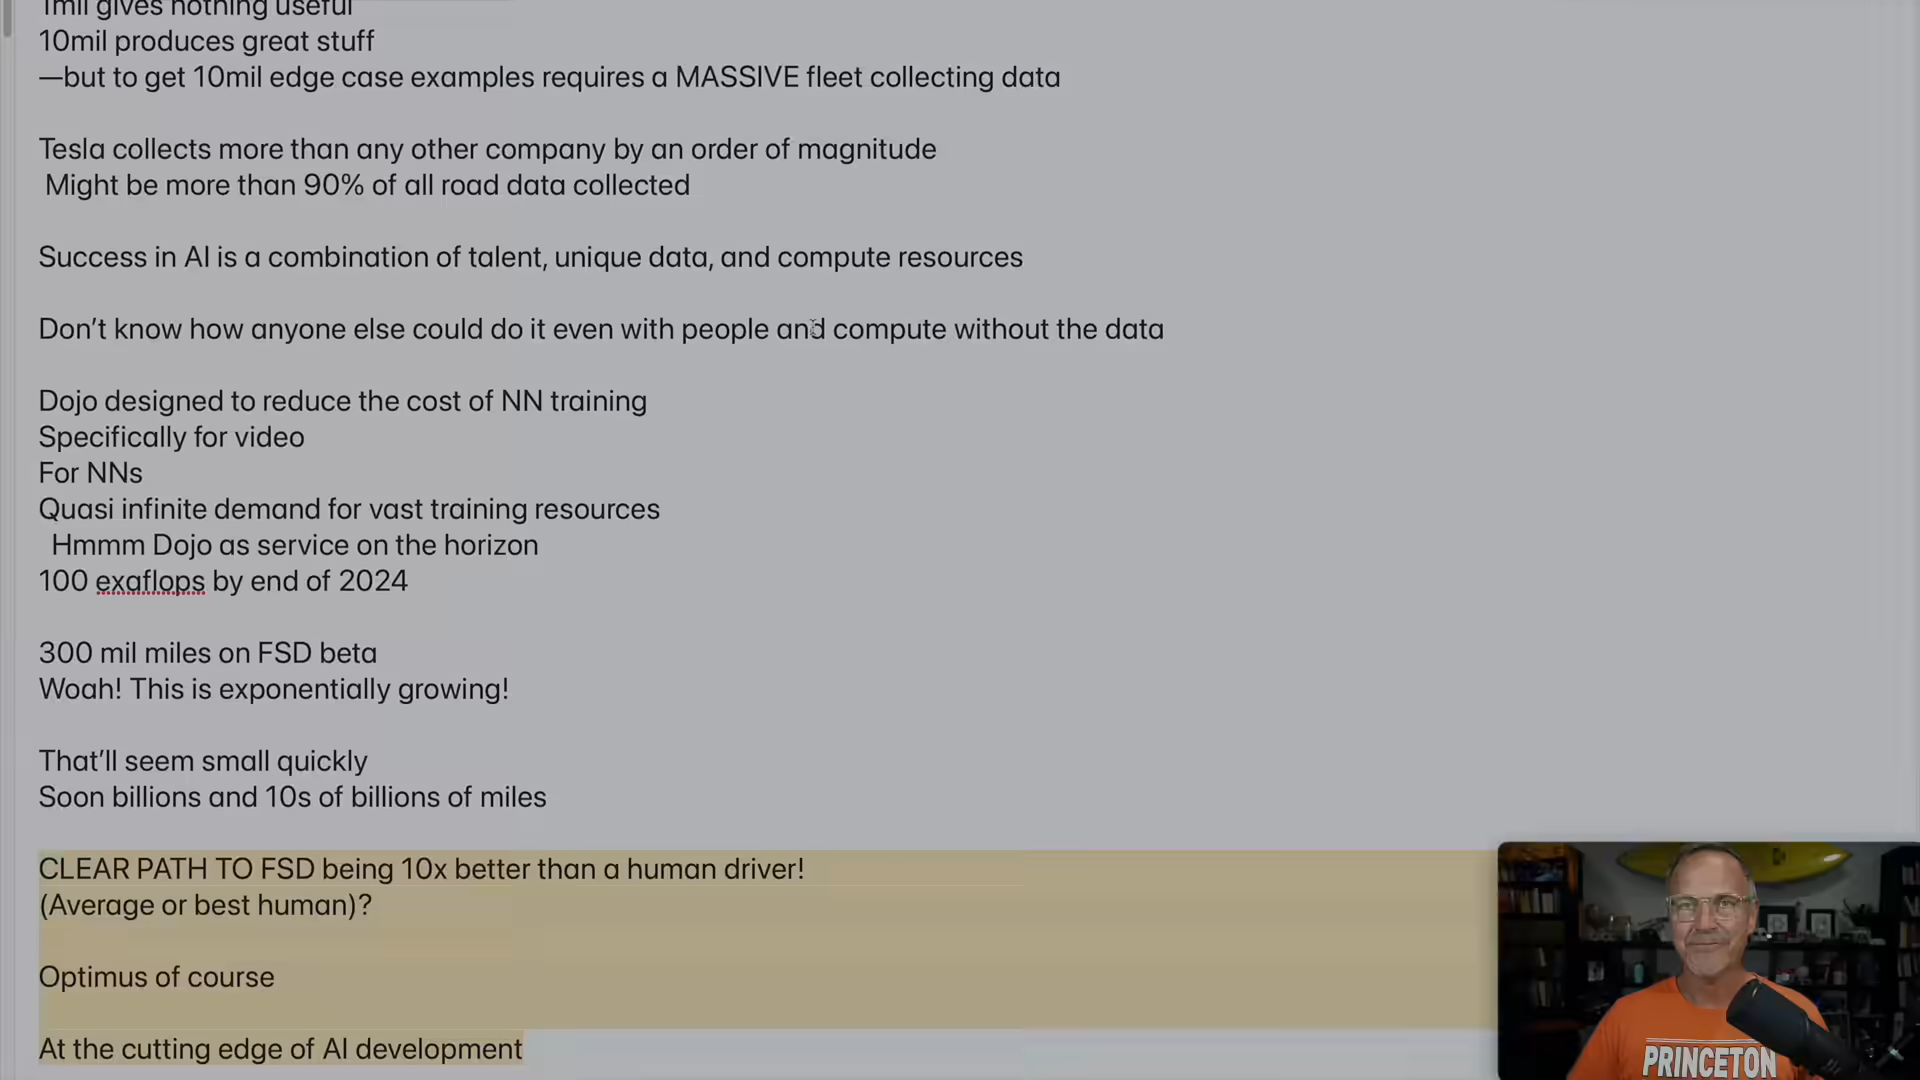 1mil gives nothing useful
10mil produces great stuff
—but to get 10mil edge case examples requires a MASSIVE fleet collecting data
Tesla collects more than any other company by an order of magnitude
Might be more than 90% of all road data collected
Success in AI is a combination of talent, unique data, and compute resources
Don't know how anyone else could do it even with people and compute without the data
Dojo designed to reduce the cost of NN training
Specifically for video
For NNs
Quasi infinite demand for vast training resources
Hmmm Dojo as service on the horizon
100 exaflops by end of 2024
300 mil miles on FSD beta
Woah! This is exponentially growing!
That'll seem small quickly
Soon billions and 10s of billions of miles
CLEAR PATH TO FSD being 10x better than a human driver!
(Average or best human)?
Optimus of course
At the cutting edge of AI development
PRINCETON